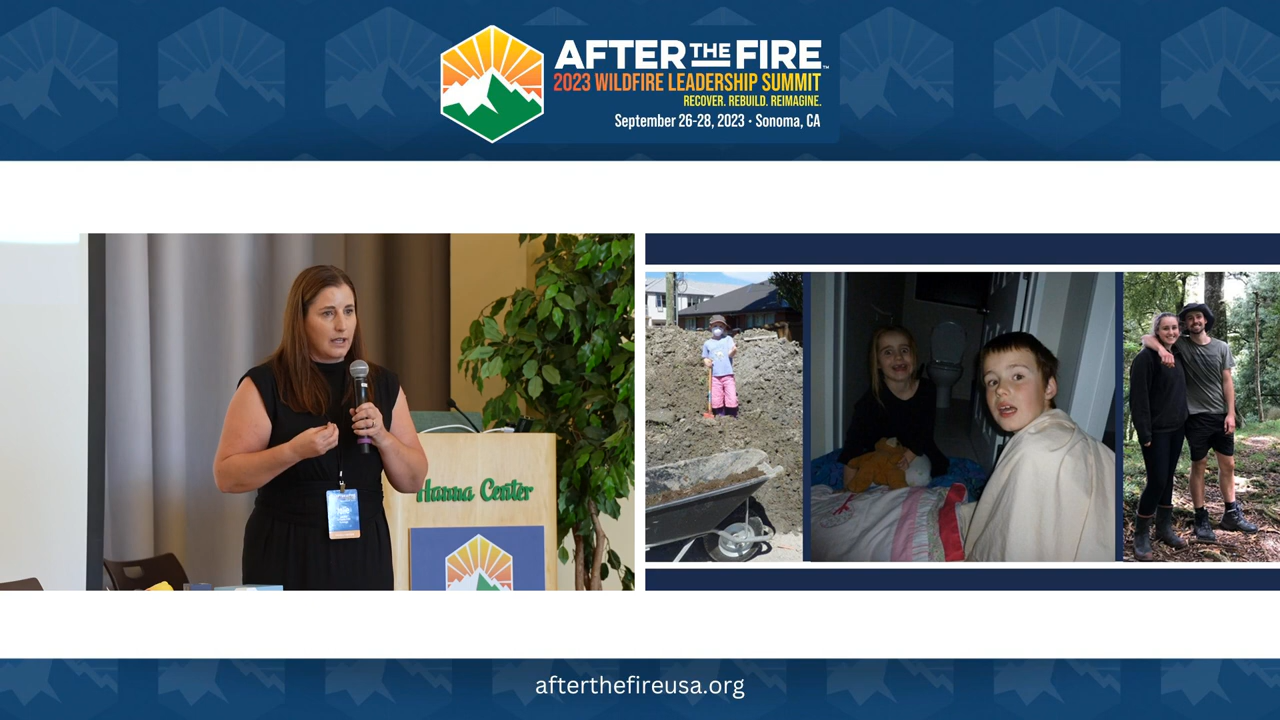 AFTER THE FIRE™
2023 WILDFIRE LEADERSHIP SUMMIT
RECOVER. REBUILD. REIMAGINE.
September 26-28, 2023 • Sonoma, CA
Hanna Center
afterthefireusa.org